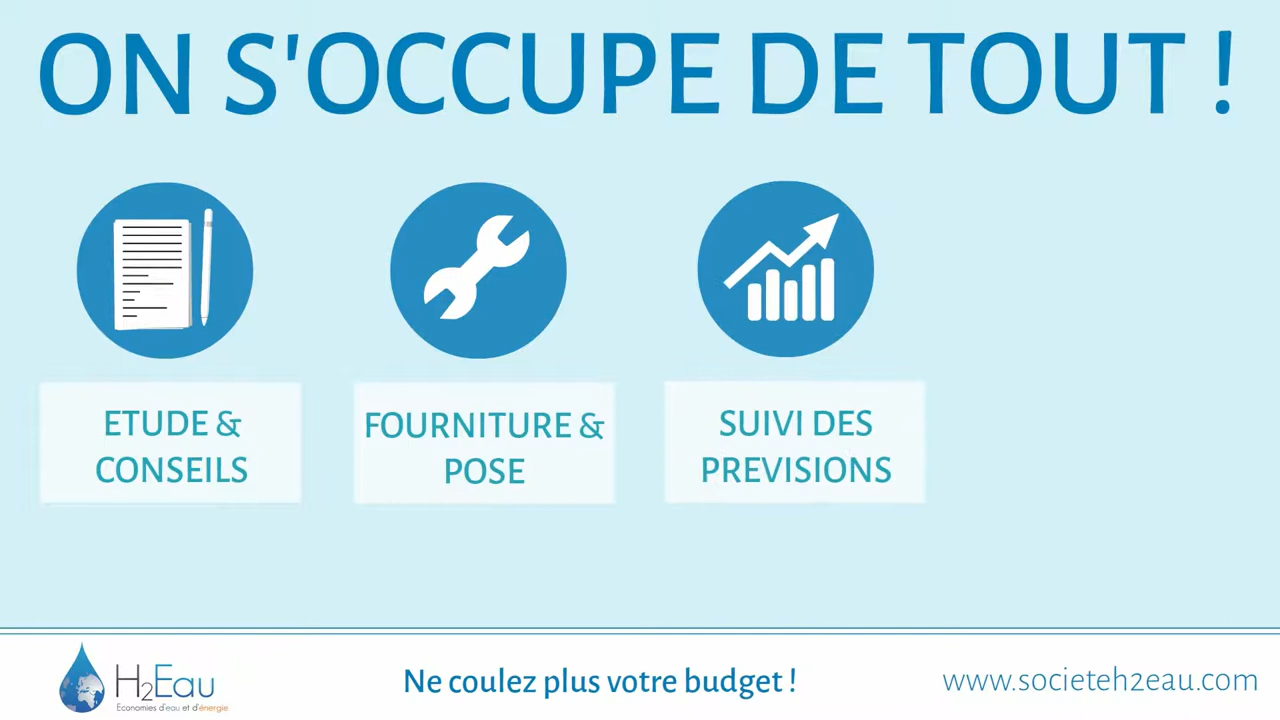 ON S'OCCUPE DE TOUT !
ETUDE &
CONSEILS
FOURNITURE &
POSE
SUIVI DES
PREVISIONS
H2Eau
Economies d'eau et d'énergie
Ne coulez plus votre budget !
www.societeh2eau.com